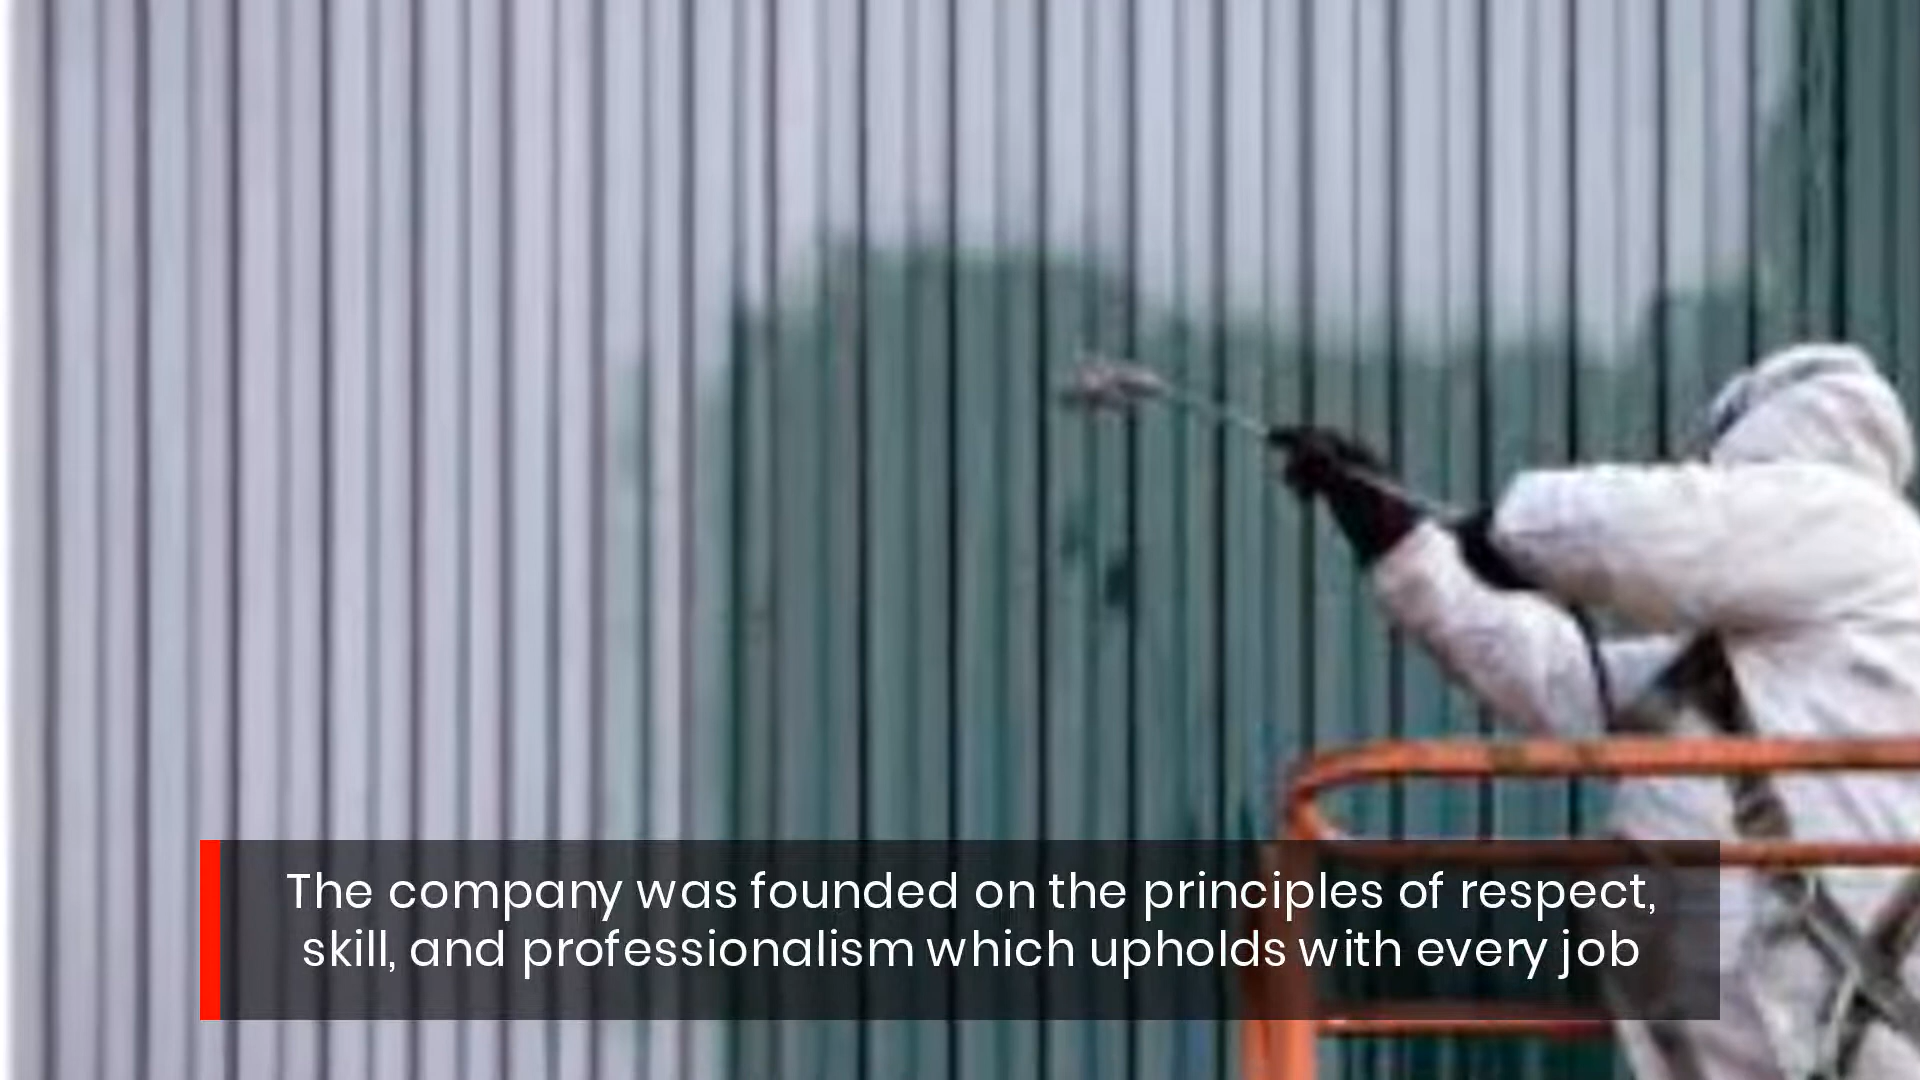 The company was founded on the principles of respect,
skill, and professionalism which upholds with every job